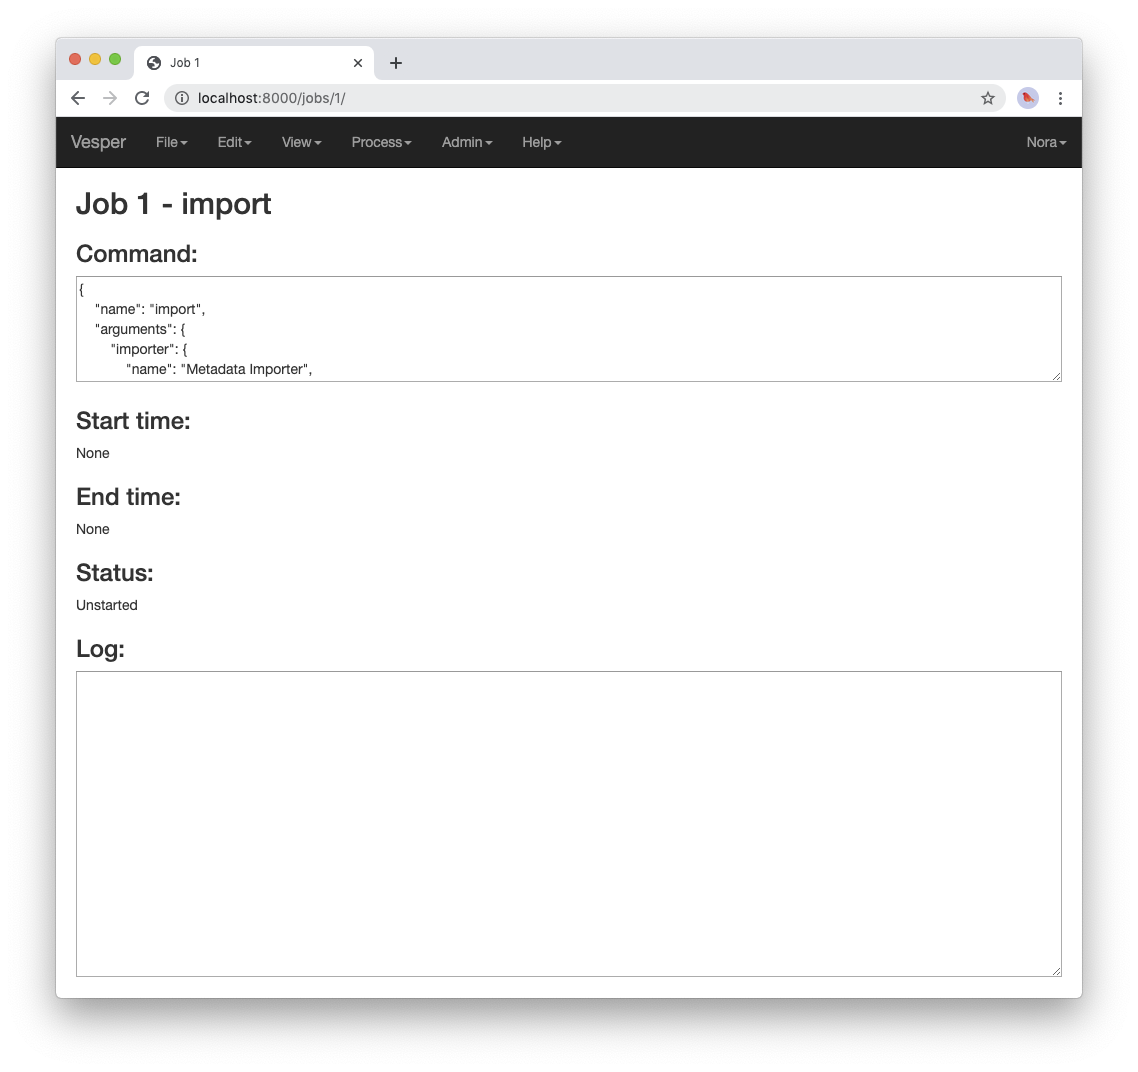 Job 1
localhost:8000/jobs/1/
Vesper File Edit View Process Admin Help Nora
Job 1 - import
Command:
{
"name": "import",
"arguments": {
"importer": {
"name": "Metadata Importer",
Start time:
None
End time:
None
Status:
Unstarted
Log: